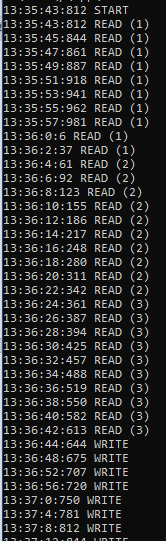 13:35:43:812 START
13:35:43:812 READ (1)
13:35:45:844 READ (1)
13:35:47:861 READ (1)
13:35:49:887 READ (1)
13:35:51:918 READ (1)
13:35:53:941 READ (1)
13:35:55:962 READ (1)
13:35:57:981 READ (1)
13:36:0:6 READ (1)
13:36:2:37 READ (1)
13:36:4:61 READ (2)
13:36:6:92 READ (2)
13:36:8:123 READ (2)
13:36:10:155 READ (2)
13:36:12:186 READ (2)
13:36:14:217 READ (2)
13:36:16:248 READ (2)
13:36:18:280 READ (2)
13:36:20:311 READ (2)
13:36:22:342 READ (2)
13:36:24:361 READ (3)
13:36:26:387 READ (3)
13:36:28:394 READ (3)
13:36:30:425 READ (3)
13:36:32:457 READ (3)
13:36:34:488 READ (3)
13:36:36:519 READ (3)
13:36:38:550 READ (3)
13:36:40:582 READ (3)
13:36:42:613 READ (3)
13:36:44:644 WRITE
13:36:48:675 WRITE
13:36:52:707 WRITE
13:36:56:720 WRITE
13:37:0:750 WRITE
13:37:4:781 WRITE
13:37:8:812 WRITE
13:37:12:844 WRITE